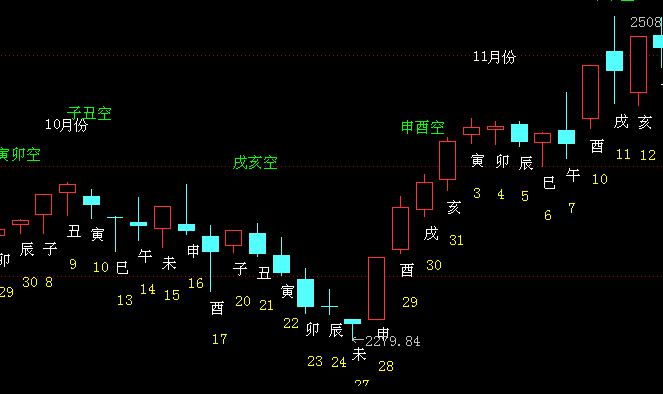 2508
11月份
子丑空
10月份
申酉空
寅卯空
戌亥空
卯
29
辰
30
子
8
丑
9
寅
10
巳
13
午
14
未
15
申
16
酉
17
子
20
丑
21
寅
22
卯
23
辰
24
未
27
←2279.84
申
28
酉
29
戌
30
亥
31
寅
3
卯
4
辰
5
巳
6
午
7
酉
10
戌
11
亥
12